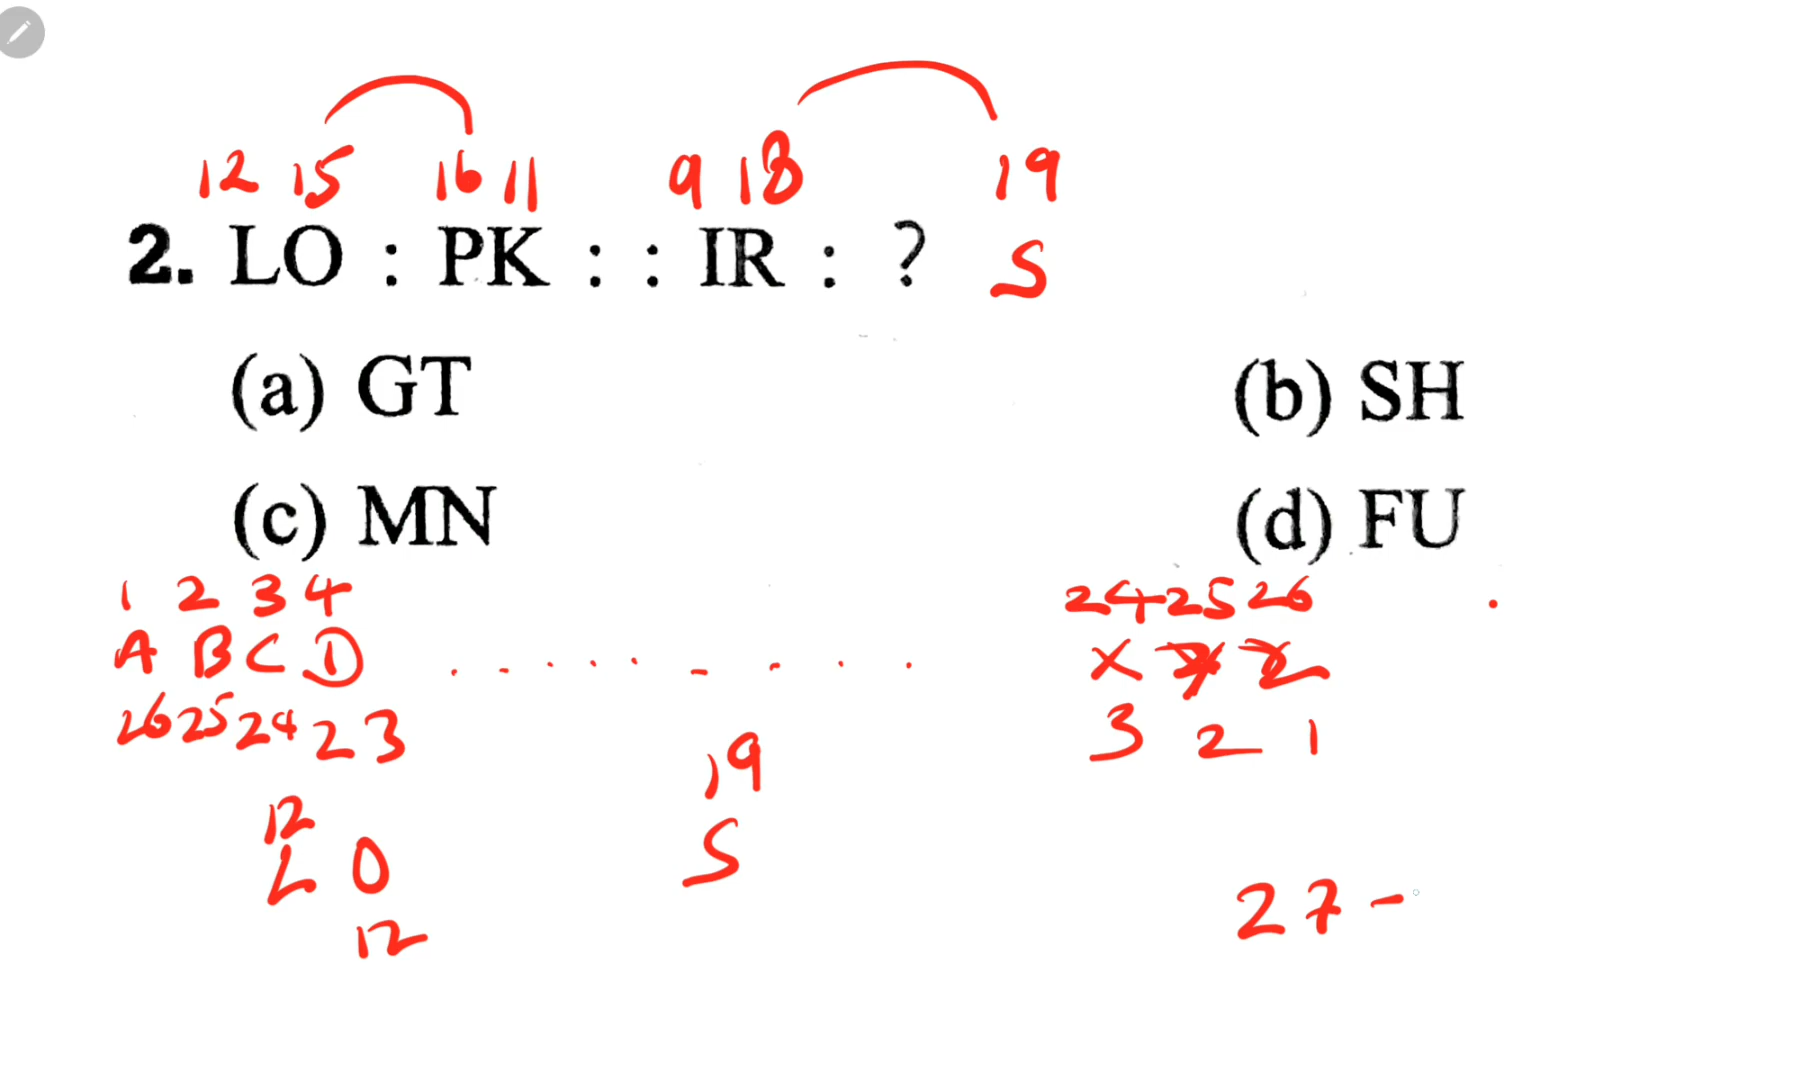 12 15 16 11 9 18 19
2. LO : PK : : IR : ? S
(a) GT (b) SH
(c) MN (d) FU
1 2 3 4 24 25 26
A B C D . . . . . . . . . X Y Z
26 25 24 23 3 2 1
12 19
L O S
12 27 -